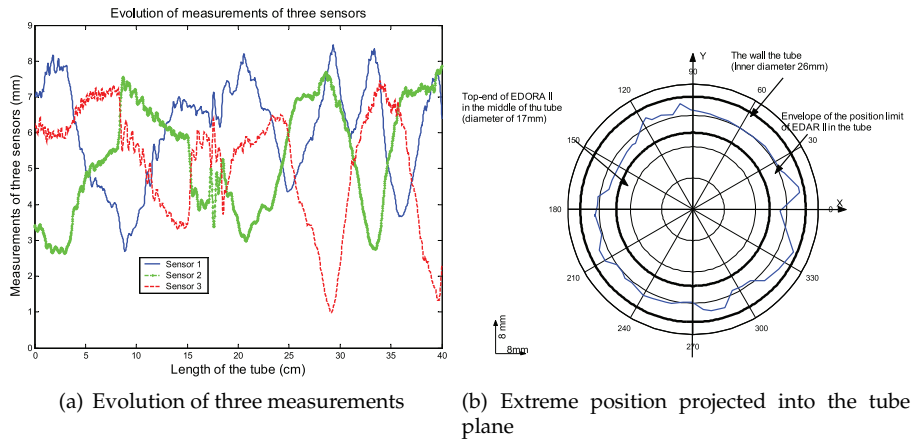 Evolution of measurements of three sensors
Measurements of three sensors (mm)
9
8
7
6
5
4
3
2
1
0
Sensor 1
Sensor 2
Sensor 3
0 5 10 15 20 25 30 35 40
Length of the tube (cm)
(a) Evolution of three measurements
Y
The wall the tube
(Inner diameter 26mm)
Top-end of EDORA II
in the middle of thu tube
(diameter of 17mm)
Envelope of the position limit
of EDAR II in the tube
90
120
60
150
30
180
0
X
210
330
240
300
270
8 mm
8mm
(b) Extreme position projected into the tube
plane